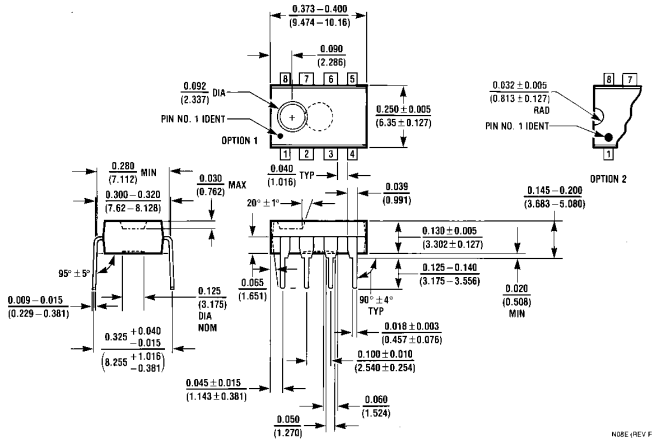 0.373-0.400
(9.474-10.16)
0.090
(2.286)
8 7 6 5
0.092
(2.337) DIA
PIN NO. 1 IDENT
OPTION 1
1 2 3 4
0.250 ± 0.005
(6.35 ± 0.127)
0.032 ± 0.005
(0.813 ± 0.127)
RAD
PIN NO. 1 IDENT
8 7
1
OPTION 2
0.280
(7.112) MIN
0.300-0.320
(7.62-8.128)
0.030
(0.762) MAX
0.040
(1.016) TYP
0.039
(0.991)
20° ±1°
0.145-0.200
(3.683-5.080)
0.130 ± 0.005
(3.302 ± 0.127)
0.125-0.140
(3.175-3.556)
0.020
(0.508)
MIN
95° ±5°
0.009-0.015
(0.229-0.381)
0.125
(3.175)
DIA
NOM
0.065
(1.651)
90° ±4°
TYP
0.018 ± 0.003
(0.457 ± 0.076)
0.325 +0.040
-0.015
(8.255 +1.016
-0.381)
0.100 ± 0.010
(2.540 ± 0.254)
0.045 ± 0.015
(1.143 ± 0.381)
0.060
(1.524)
0.050
(1.270)
N08E (REV F